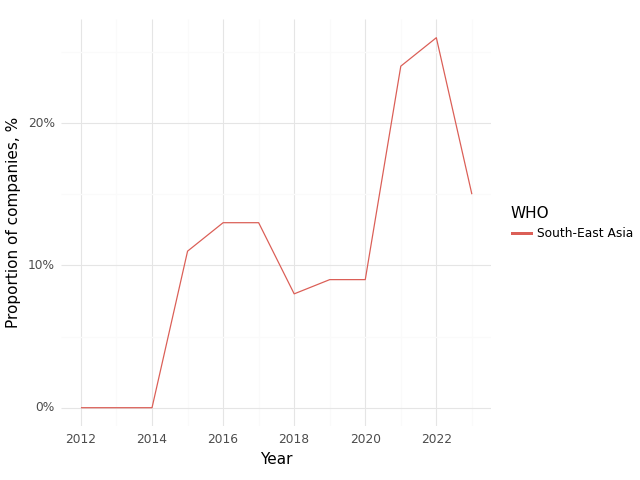 Proportion of companies, %
20%
10%
0%
2012 2014 2016 2018 2020 2022
Year
WHO
South-East Asia